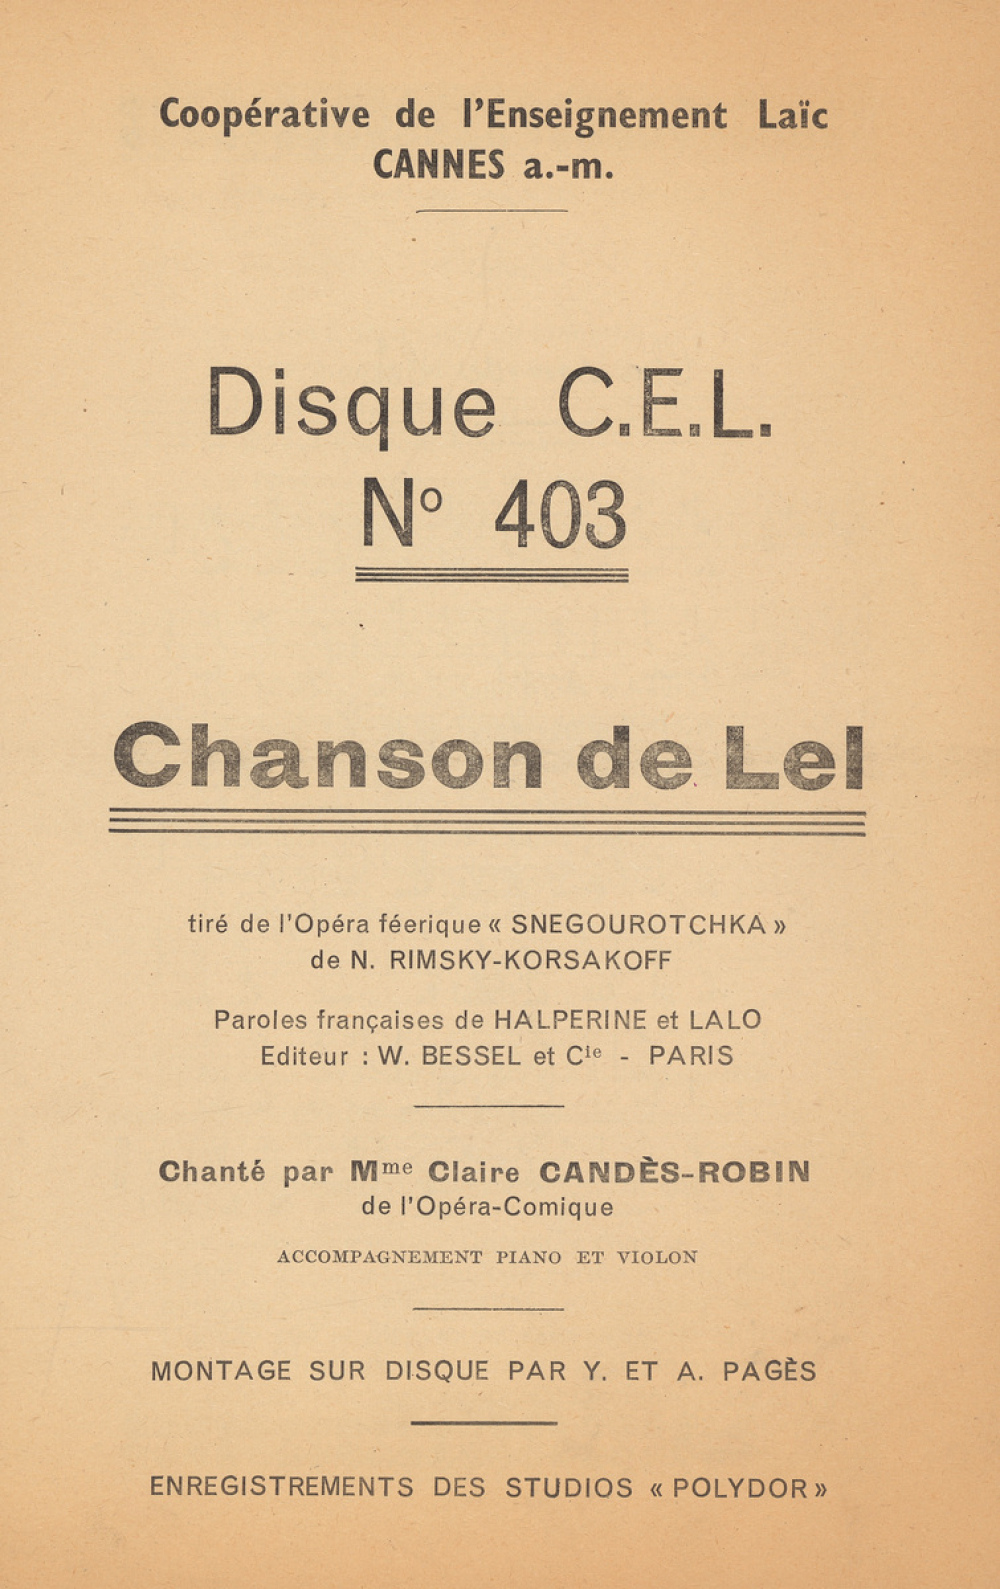 Coopérative de l'Enseignement Laïc
CANNES a.-m.
Disque C.E.L.
Nº 403
Chanson de Lel
tiré de l'Opéra féerique « SNEGOUROTCHKA »
de N. RIMSKY-KORSAKOFF
Paroles françaises de HALPERINE et LALO
Editeur : W. BESSEL et Cie - PARIS
Chanté par Mme Claire CANDÈS-ROBIN
de l'Opéra-Comique
ACCOMPAGNEMENT PIANO ET VIOLON
MONTAGE SUR DISQUE PAR Y. ET A. PAGÈS
ENREGISTREMENTS DES STUDIOS « POLYDOR »